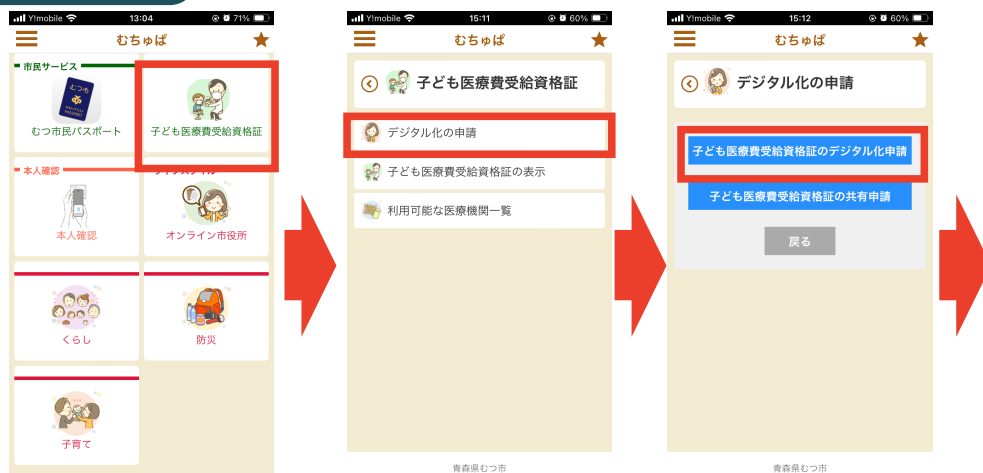 Y!mobile 13:04 71%
むちゅぱ
市民サービス
むつ市民パスポート
子ども医療費受給資格証
本人確認
本人確認
オンライン市役所
くらし
防災
子育て
Y!mobile 15:11 60%
むちゅぱ
子ども医療費受給資格証
デジタル化の申請
子ども医療費受給資格証の表示
利用可能な医療機関一覧
青森県むつ市
Y!mobile 15:12 60%
むちゅぱ
デジタル化の申請
子ども医療費受給資格証のデジタル化申請
子ども医療費受給資格証の共有申請
戻る
青森県むつ市